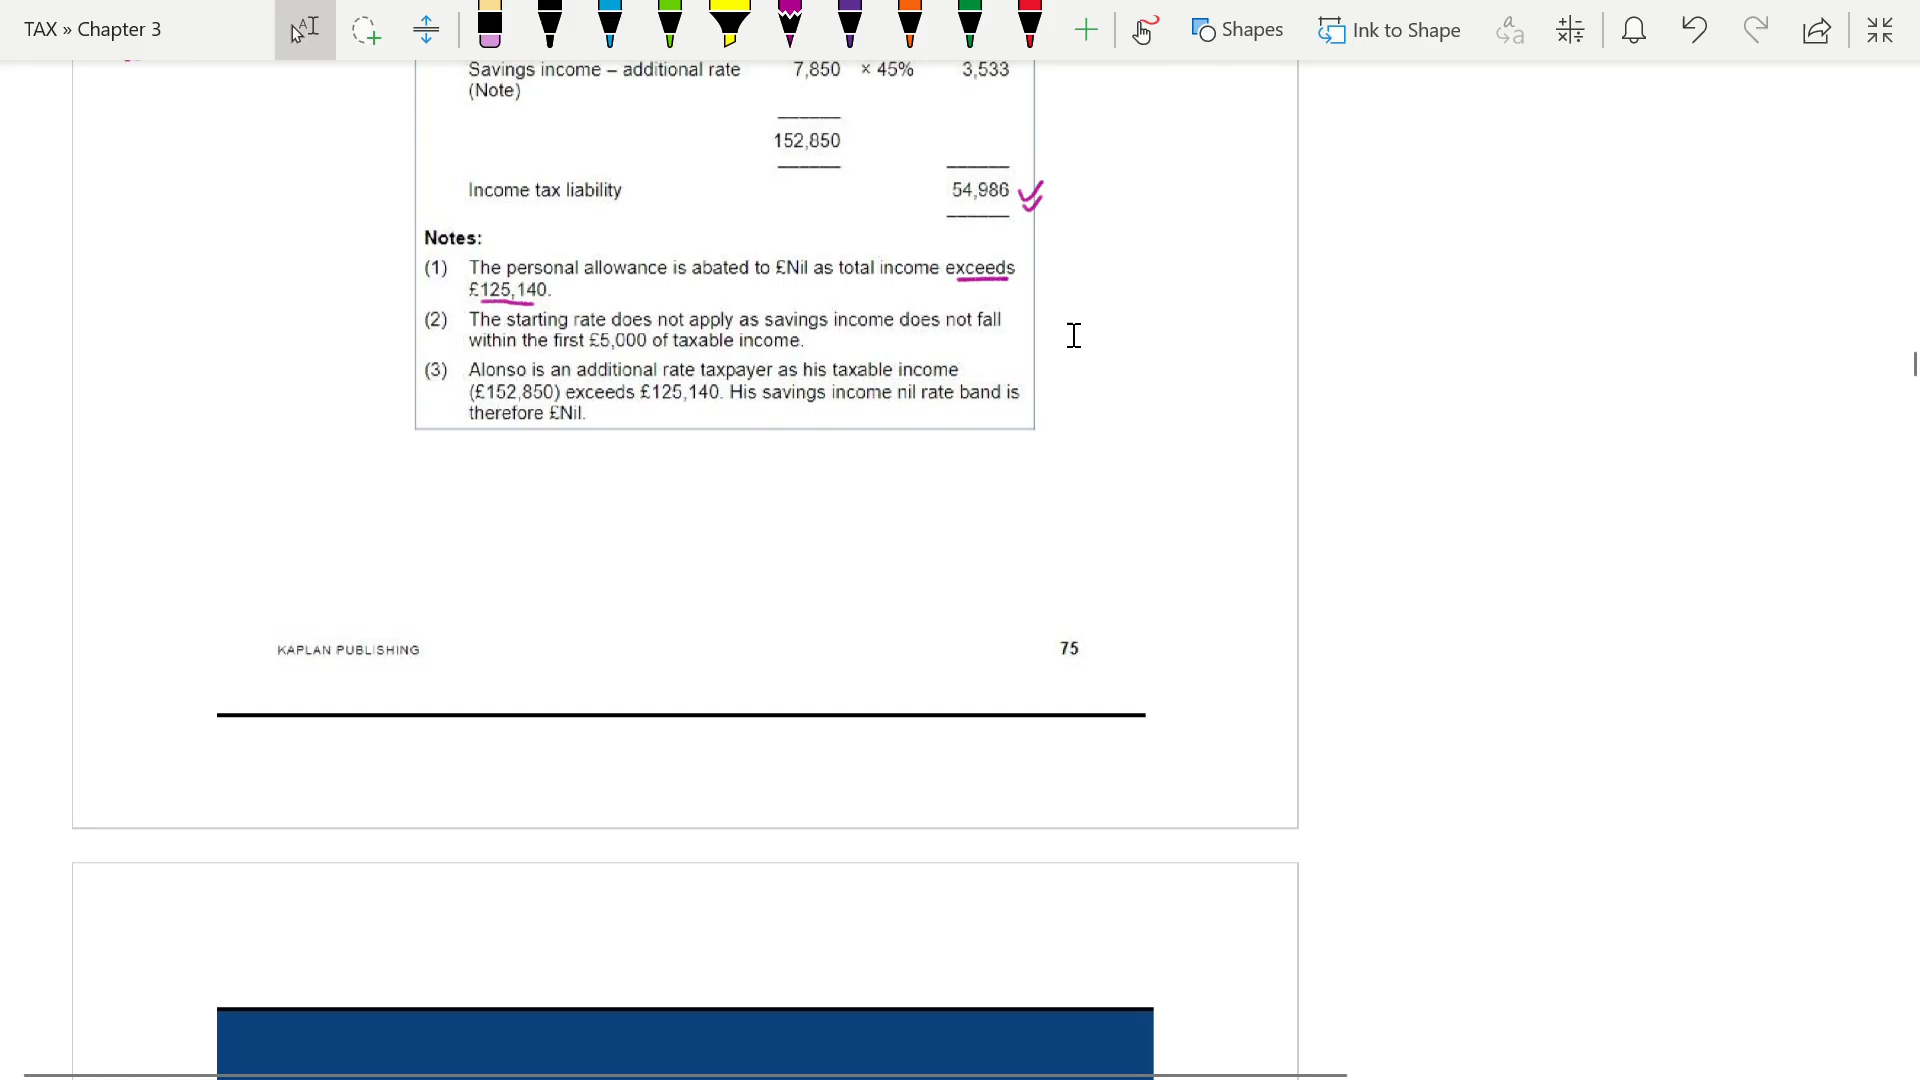 TAX » Chapter 3
Shapes
Ink to Shape
Savings income – additional rate 7,850 × 45% 3,533
(Note)
152,850
Income tax liability 54,986
Notes:
(1) The personal allowance is abated to £Nil as total income exceeds
£125,140.
(2) The starting rate does not apply as savings income does not fall
within the first £5,000 of taxable income.
(3) Alonso is an additional rate taxpayer as his taxable income
(£152,850) exceeds £125,140. His savings income nil rate band is
therefore £Nil.
KAPLAN PUBLISHING 75